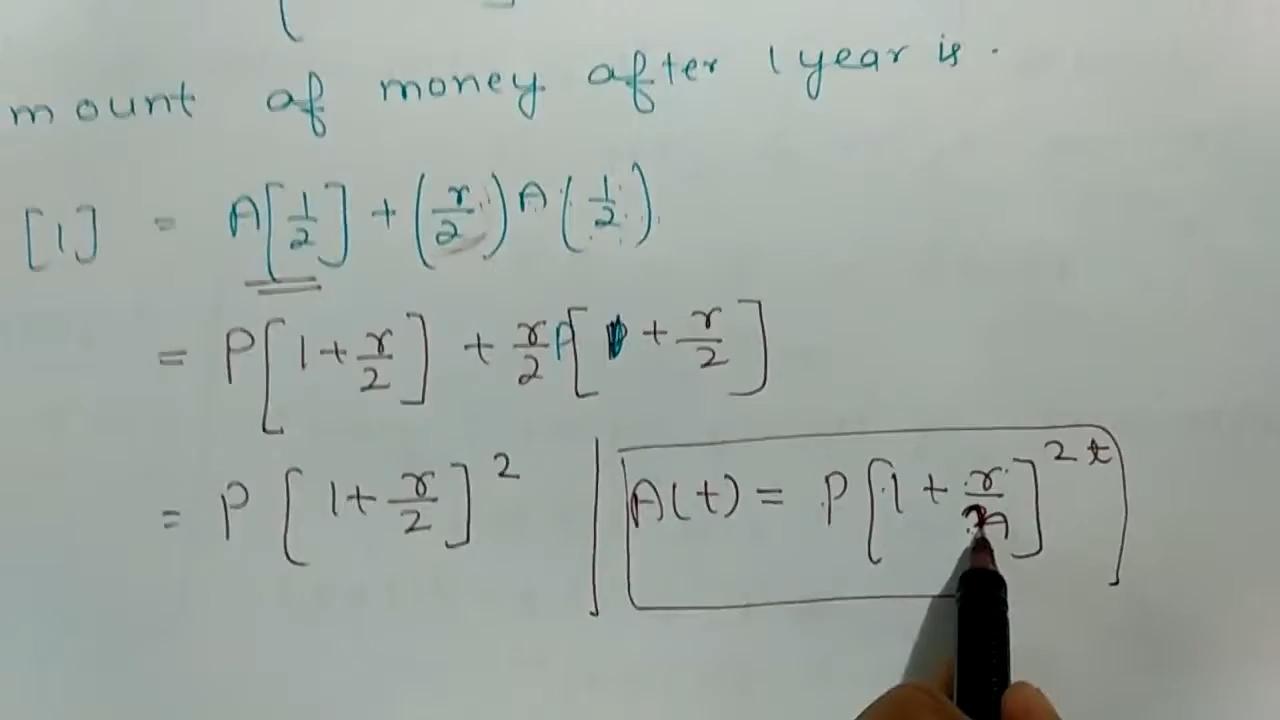 mount of money after 1 year is.
[1] = A[1/2] + (r/2) A (1/2)
= P[1 + r/2] + r/2 P[ + r/2]
= P [1 + r/2]^2
A(t) = P [1 + r/]^2t